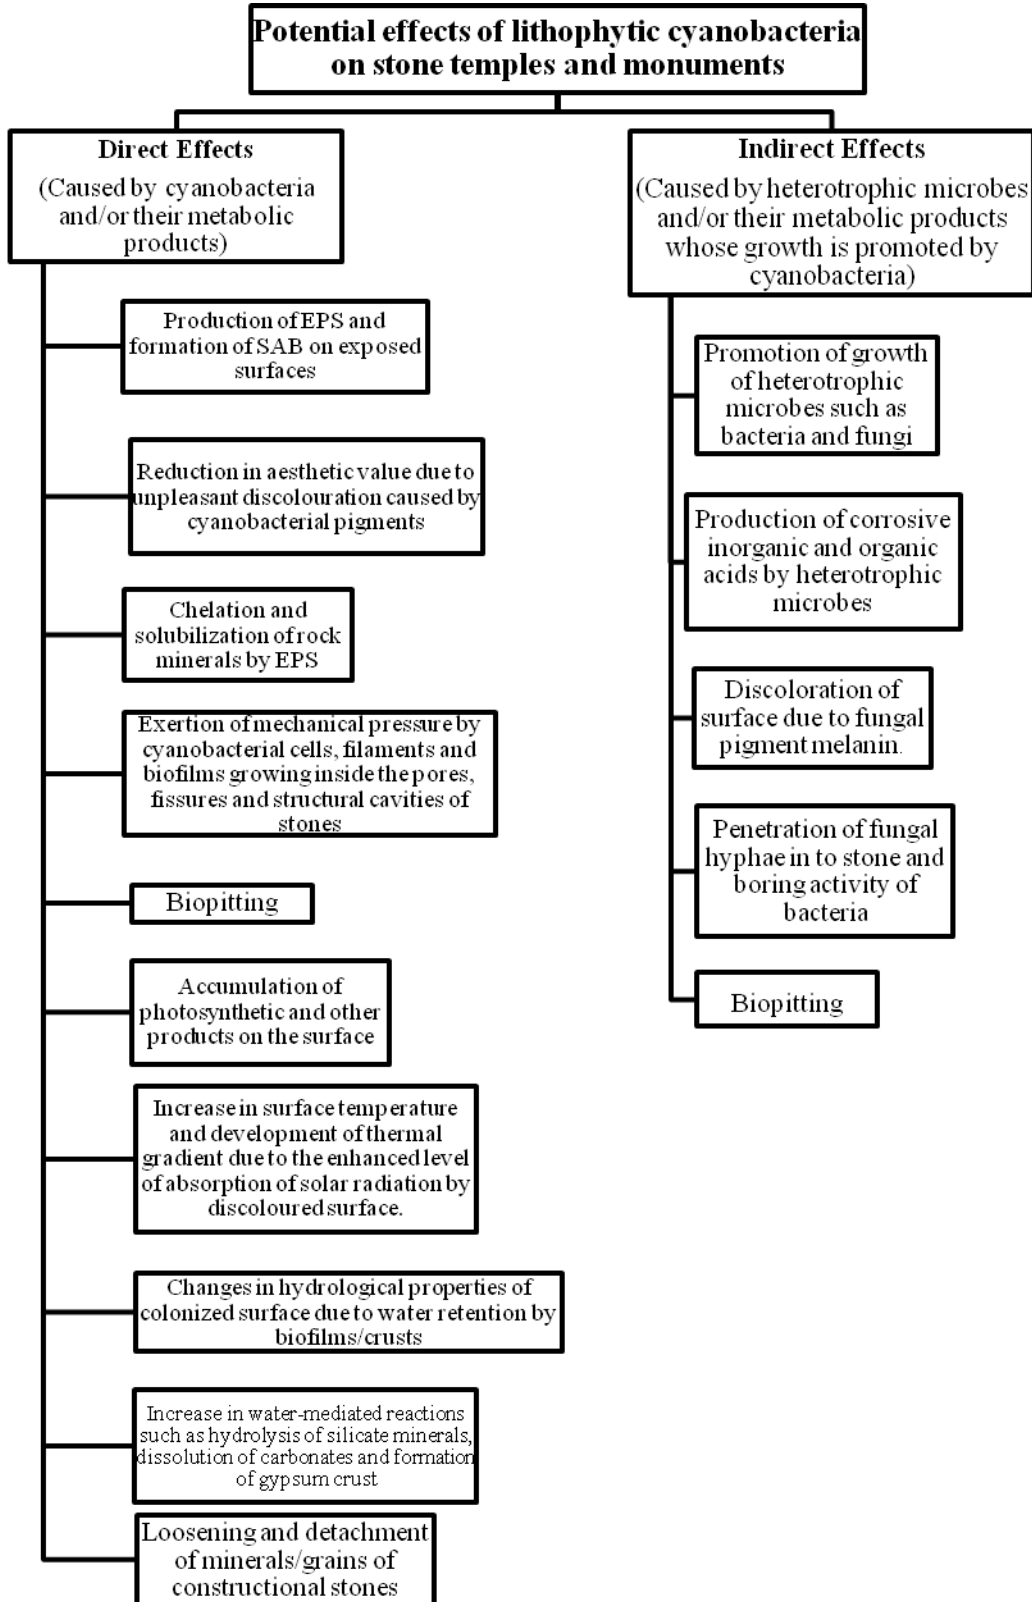 Potential effects of lithophytic cyanobacteria
on stone temples and monuments
Direct Effects
(Caused by cyanobacteria
and/or their metabolic
products)
Production of EPS and
formation of SAB on exposed
surfaces
Reduction in aesthetic value due to
unpleasant discolouration caused by
cyanobacterial pigments
Chelation and
solubilization of rock
minerals by EPS
Exertion of mechanical pressure by
cyanobacterial cells, filaments and
biofilms growing inside the pores,
fissures and structural cavities of
stones
Biopitting
Accumulation of
photosynthetic and other
products on the surface
Increase in surface temperature
and development of thermal
gradient due to the enhanced level
of absorption of solar radiation by
discoloured surface.
Changes in hydrological properties of
colonized surface due to water retention by
biofilms/crusts
Increase in water-mediated reactions
such as hydrolysis of silicate minerals,
dissolution of carbonates and formation
of gypsum crust
Loosening and detachment
of minerals/grains of
constructional stones
Indirect Effects
(Caused by heterotrophic microbes
and/or their metabolic products
whose growth is promoted by
cyanobacteria)
Promotion of growth
of heterotrophic
microbes such as
bacteria and fungi
Production of corrosive
inorganic and organic
acids by heterotrophic
microbes
Discoloration of
surface due to fungal
pigment melanin.
Penetration of fungal
hyphae in to stone and
boring activity of
bacteria
Biopitting